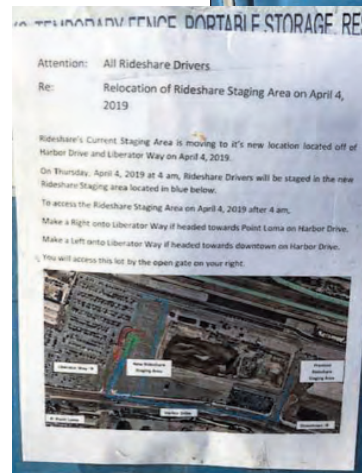 TEMPORARY FENCE, PORTABLE STORAGE, RE
Attention: All Rideshare Drivers
Re: Relocation of Rideshare Staging Area on April 4,
2019
Rideshare's Current Staging Area is moving to it's new location located off of
Harbor Drive and Liberator Way on April 4, 2019.
On Thursday, April 4, 2019 at 4 am, Rideshare Drivers will be staged in the new
Rideshare Staging area located in blue below.
To access the Rideshare Staging Area on April 4, 2019 after 4 am,
Make a Right onto Liberator Way if headed towards Point Loma on Harbor Drive.
Make a Left onto Liberator Way if headed towards downtown on Harbor Drive.
You will access this lot by the open gate on your right.
Liberator Way
New Rideshare
Staging Area
Rideshare
Staging Area
Harbor Drive
Point Loma
Downtown